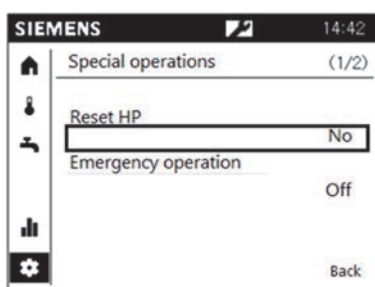 SIEMENS 14:42
Special operations (1/2)
Reset HP
No
Emergency operation
Off
Back